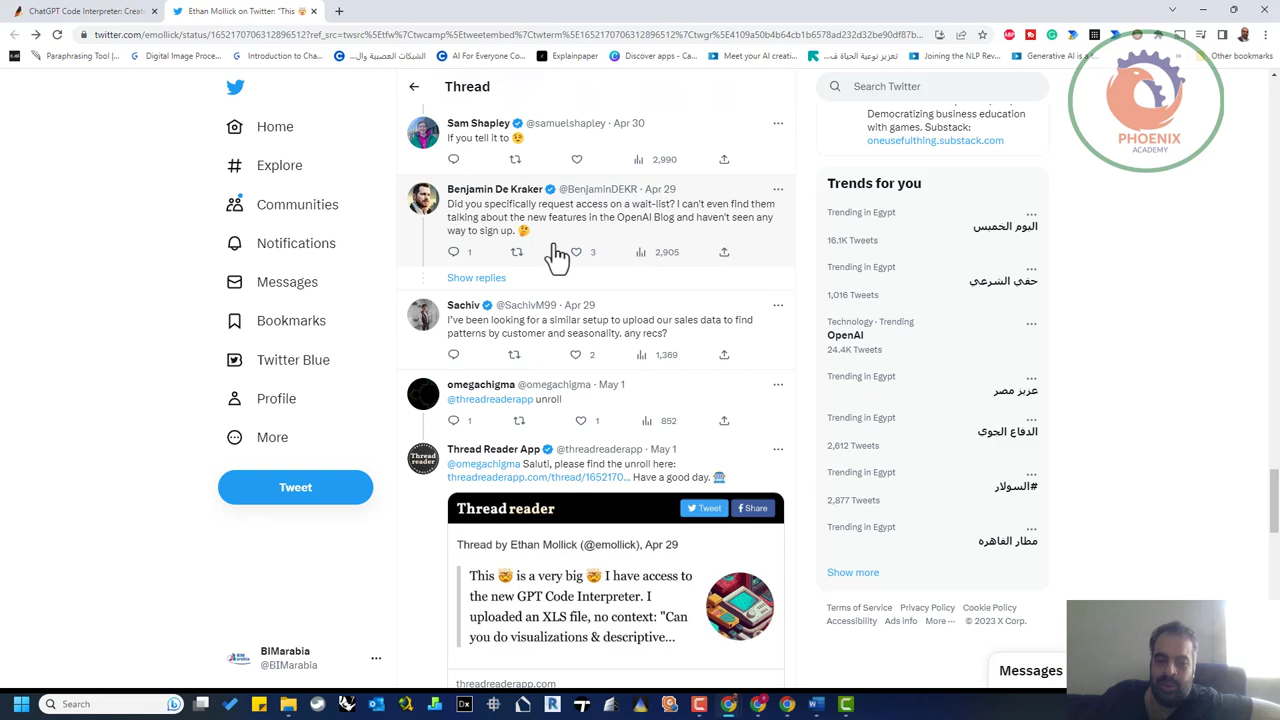 ChatGPT Code Interpreter: Creat
Ethan Mollick on Twitter: "This
twitter.com/emollick/status/1652170706312896512?ref_src=twsrc%5Etfw%7Ctwcamp%5Etweetembed%7Ctwterm%5E1652170706312896512%7Ctwgr%5E4109a50b4b64cb1816765582ad232d32be90df87b...
Paraphrasing Tool |...
Digital Image Proce...
Introduction to Cha...
الشبكات العصبية وال...
AI For Everyone - C...
Explainpaper
Discover apps - Cal...
Meet your AI creati...
تعزيز نوعية الحياة ف...
Joining the NLP Rev...
Generative AI is a...
Other bookmarks
PHOENIX
ACADEMY
Home
Explore
Communities
Notifications
Messages
Bookmarks
Twitter Blue
Profile
More
Tweet
BIMarabia
@BIMarabia
Thread
Sam Shapley @samuelshapley · Apr 30
If you tell it to 😉
2,990
Benjamin De Kraker @BenjaminDEKR · Apr 29
Did you specifically request access on a wait-list? I can't even find them
talking about the new features in the OpenAI Blog and haven't seen any
way to sign up. 🤔
1 3 2,905
Show replies
Sachiv @SachivM99 · Apr 29
I've been looking for a similar setup to upload our sales data to find
patterns by customer and seasonality. any recs?
2 1,369
omegachigma @omegachigma · May 1
@threadreaderapp unroll
1 1 852
Thread Reader App @threadreaderapp · May 1
@omegachigma Saluti, please find the unroll here:
threadreaderapp.com/thread/1652170... Have a good day. 🤖
Thread
reader
Thread reader
Tweet
Share
Thread by Ethan Mollick (@emollick), Apr 29
This 🤯 is a very big 🤯 I have access to
the new GPT Code Interpreter. I
uploaded an XLS file, no context: "Can
you do visualizations & descriptive...
threadreaderapp.com
Search Twitter
Democratizing business education
with games. Substack:
oneusefulthing.substack.com
Trends for you
Trending in Egypt
اليوم الخميس
16.1K Tweets
Trending in Egypt
حقي الشرعي
1,016 Tweets
Technology · Trending
OpenAI
24.4K Tweets
Trending in Egypt
عزيز مصر
Trending in Egypt
الدفاع الجوي
2,612 Tweets
Trending in Egypt
#السولار
2,877 Tweets
Trending in Egypt
مطار القاهره
Show more
Terms of Service Privacy Policy Cookie Policy
Accessibility Ads info More ··· © 2023 X Corp.
Messages
Search